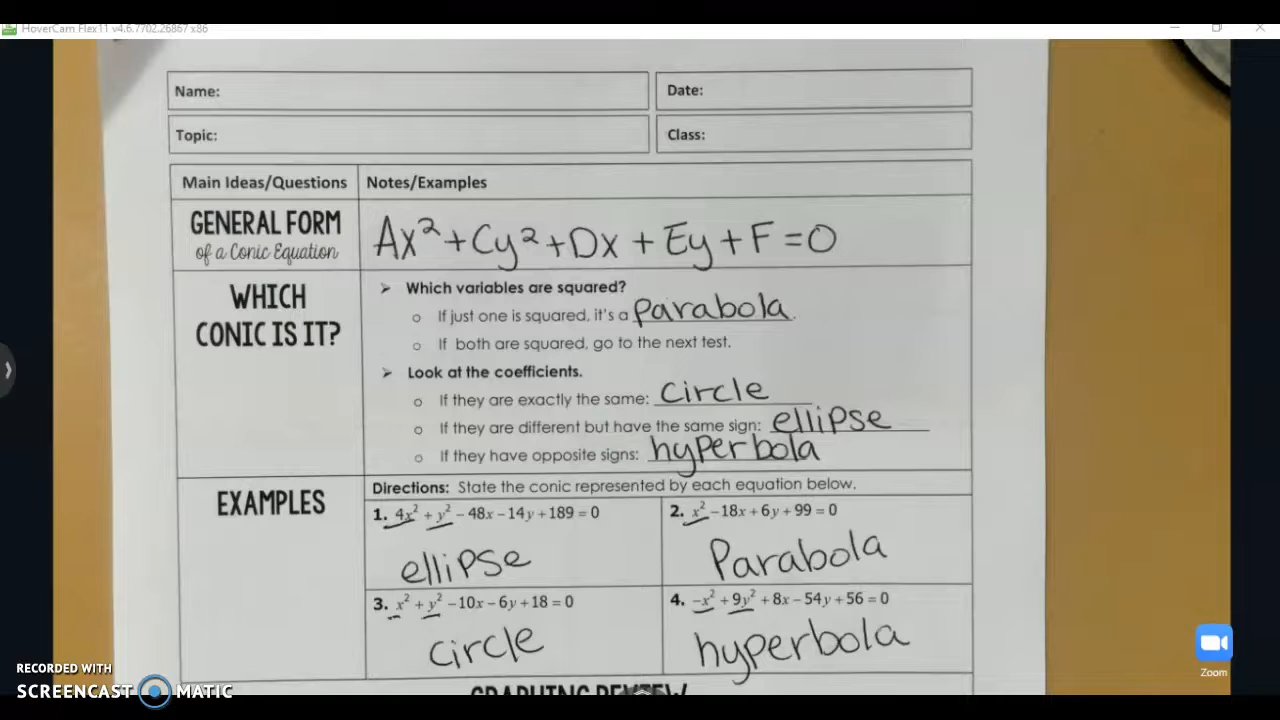 HoverCam Flex11 v4.6.7702.26867 x86
Name:
Date:
Topic:
Class:
Main Ideas/Questions
Notes/Examples
GENERAL FORM
of a Conic Equation
Ax² + Cy² + Dx + Ey + F = 0
WHICH
CONIC IS IT?
➢ Which variables are squared?
o If just one is squared, it's a parabola.
o If both are squared, go to the next test.
➢ Look at the coefficients.
o If they are exactly the same: circle
o If they are different but have the same sign: ellipse
o If they have opposite signs: hyperbola
EXAMPLES
Directions: State the conic represented by each equation below.
1. 4x² + y² − 48x − 14y + 189 = 0
ellipse
2. x² − 18x + 6y + 99 = 0
Parabola
3. x² + y² − 10x − 6y + 18 = 0
circle
4. −x² + 9y² + 8x − 54y + 56 = 0
hyperbola
GRAPHING REVIEW
RECORDED WITH
SCREENCAST MATIC
Zoom